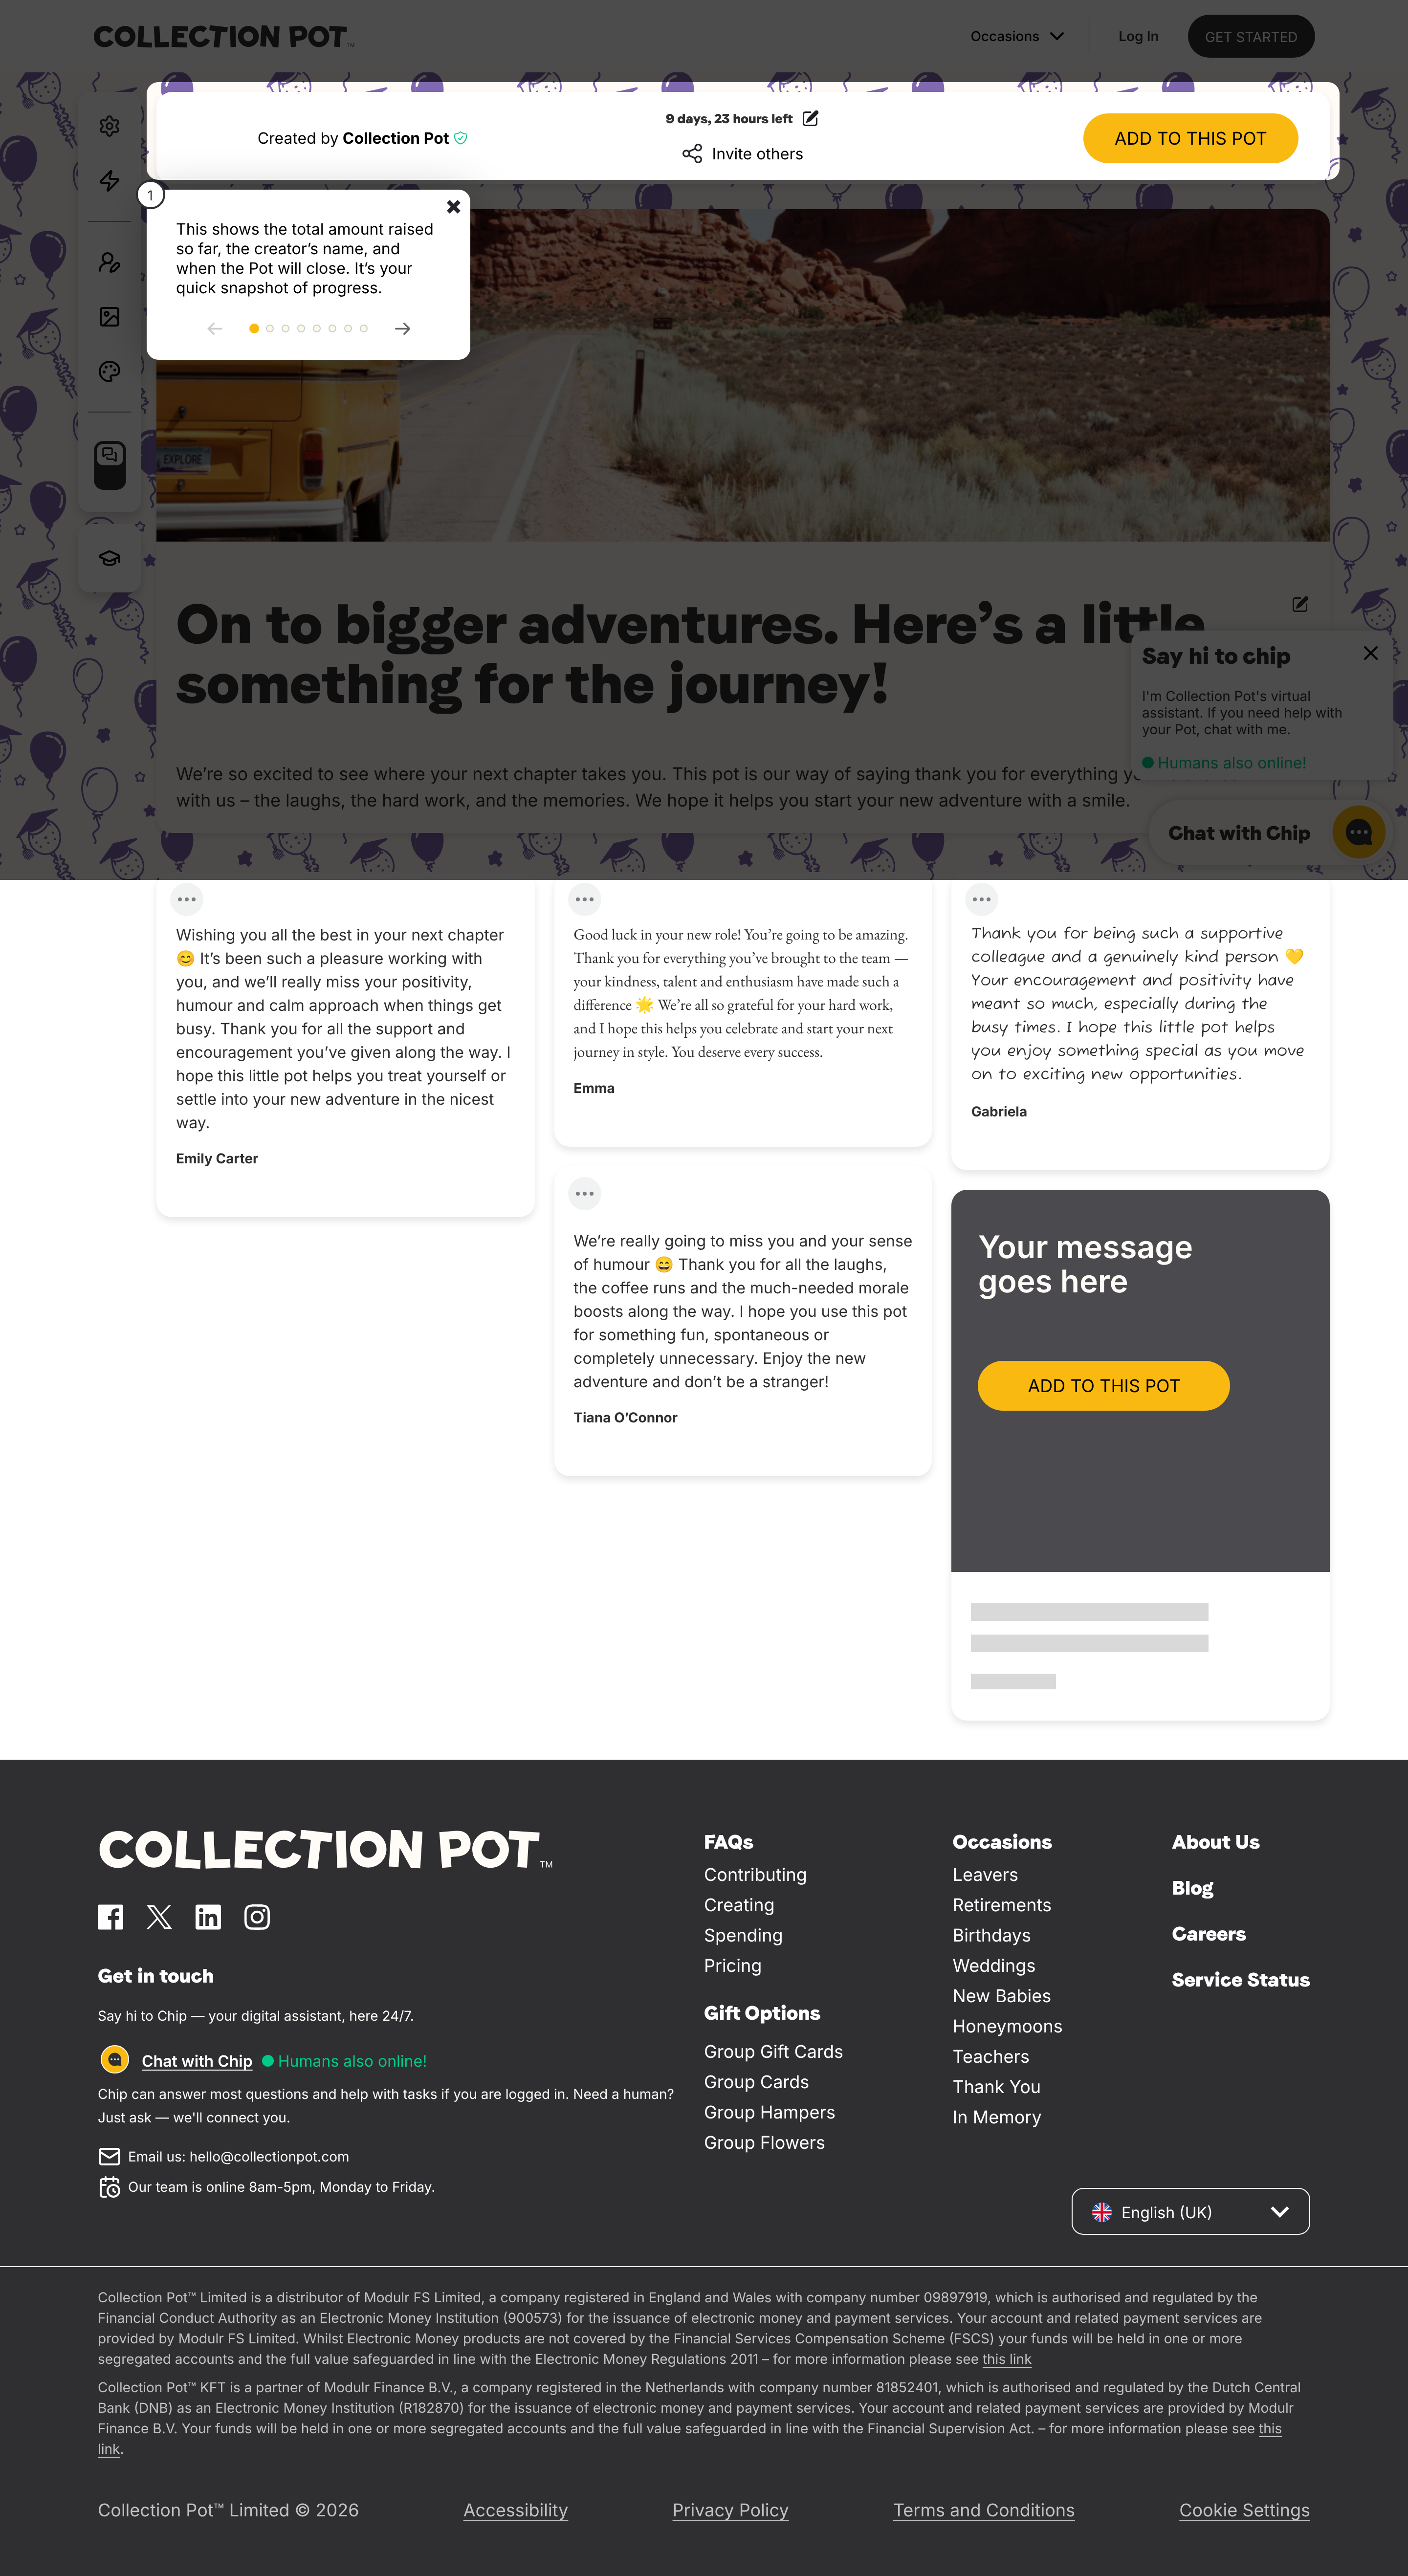 COLLECTION POT™
Occasions
Log In
GET STARTED
Created by Collection Pot
9 days, 23 hours left
Invite others
ADD TO THIS POT
1
This shows the total amount raised
so far, the creator’s name, and
when the Pot will close. It’s your
quick snapshot of progress.
EXPLORE
On to bigger adventures. Here’s a little
something for the journey!
We’re so excited to see where your next chapter takes you. This pot is our way of saying thank you for everything
with us – the laughs, the hard work, and the memories. We hope it helps you start your new adventure with a smile.
Say hi to chip
I'm Collection Pot's virtual
assistant. If you need help with
your Pot, chat with me.
Humans also online!
Chat with Chip
Wishing you all the best in your next chapter
😊 It’s been such a pleasure working with
you, and we’ll really miss your positivity,
humour and calm approach when things get
busy. Thank you for all the support and
encouragement you’ve given along the way. I
hope this little pot helps you treat yourself or
settle into your new adventure in the nicest
way.
Emily Carter
Good luck in your new role! You’re going to be amazing.
Thank you for everything you’ve brought to the team —
your kindness, talent and enthusiasm have made such a
difference 🌟 We’re all so grateful for your hard work,
and I hope this helps you celebrate and start your next
journey in style. You deserve every success.
Emma
Thank you for being such a supportive
colleague and a genuinely kind person 💛
Your encouragement and positivity have
meant so much, especially during the
busy times. I hope this little pot helps
you enjoy something special as you move
on to exciting new opportunities.
Gabriela
We’re really going to miss you and your sense
of humour 😄 Thank you for all the laughs,
the coffee runs and the much-needed morale
boosts along the way. I hope you use this pot
for something fun, spontaneous or
completely unnecessary. Enjoy the new
adventure and don’t be a stranger!
Tiana O’Connor
Your message
goes here
ADD TO THIS POT
COLLECTION POT™
Get in touch
Say hi to Chip — your digital assistant, here 24/7.
Chat with Chip
Humans also online!
Chip can answer most questions and help with tasks if you are logged in. Need a human?
Just ask — we'll connect you.
Email us: hello@collectionpot.com
Our team is online 8am-5pm, Monday to Friday.
FAQs
Contributing
Creating
Spending
Pricing
Gift Options
Group Gift Cards
Group Cards
Group Hampers
Group Flowers
Occasions
Leavers
Retirements
Birthdays
Weddings
New Babies
Honeymoons
Teachers
Thank You
In Memory
About Us
Blog
Careers
Service Status
English (UK)
Collection Pot™ Limited is a distributor of Modulr FS Limited, a company registered in England and Wales with company number 09897919, which is authorised and regulated by the
Financial Conduct Authority as an Electronic Money Institution (900573) for the issuance of electronic money and payment services. Your account and related payment services are
provided by Modulr FS Limited. Whilst Electronic Money products are not covered by the Financial Services Compensation Scheme (FSCS) your funds will be held in one or more
segregated accounts and the full value safeguarded in line with the Electronic Money Regulations 2011 – for more information please see this link
Collection Pot™ KFT is a partner of Modulr Finance B.V., a company registered in the Netherlands with company number 81852401, which is authorised and regulated by the Dutch Central
Bank (DNB) as an Electronic Money Institution (R182870) for the issuance of electronic money and payment services. Your account and related payment services are provided by Modulr
Finance B.V. Your funds will be held in one or more segregated accounts and the full value safeguarded in line with the Financial Supervision Act. – for more information please see this
link.
Collection Pot™ Limited © 2026
Accessibility
Privacy Policy
Terms and Conditions
Cookie Settings